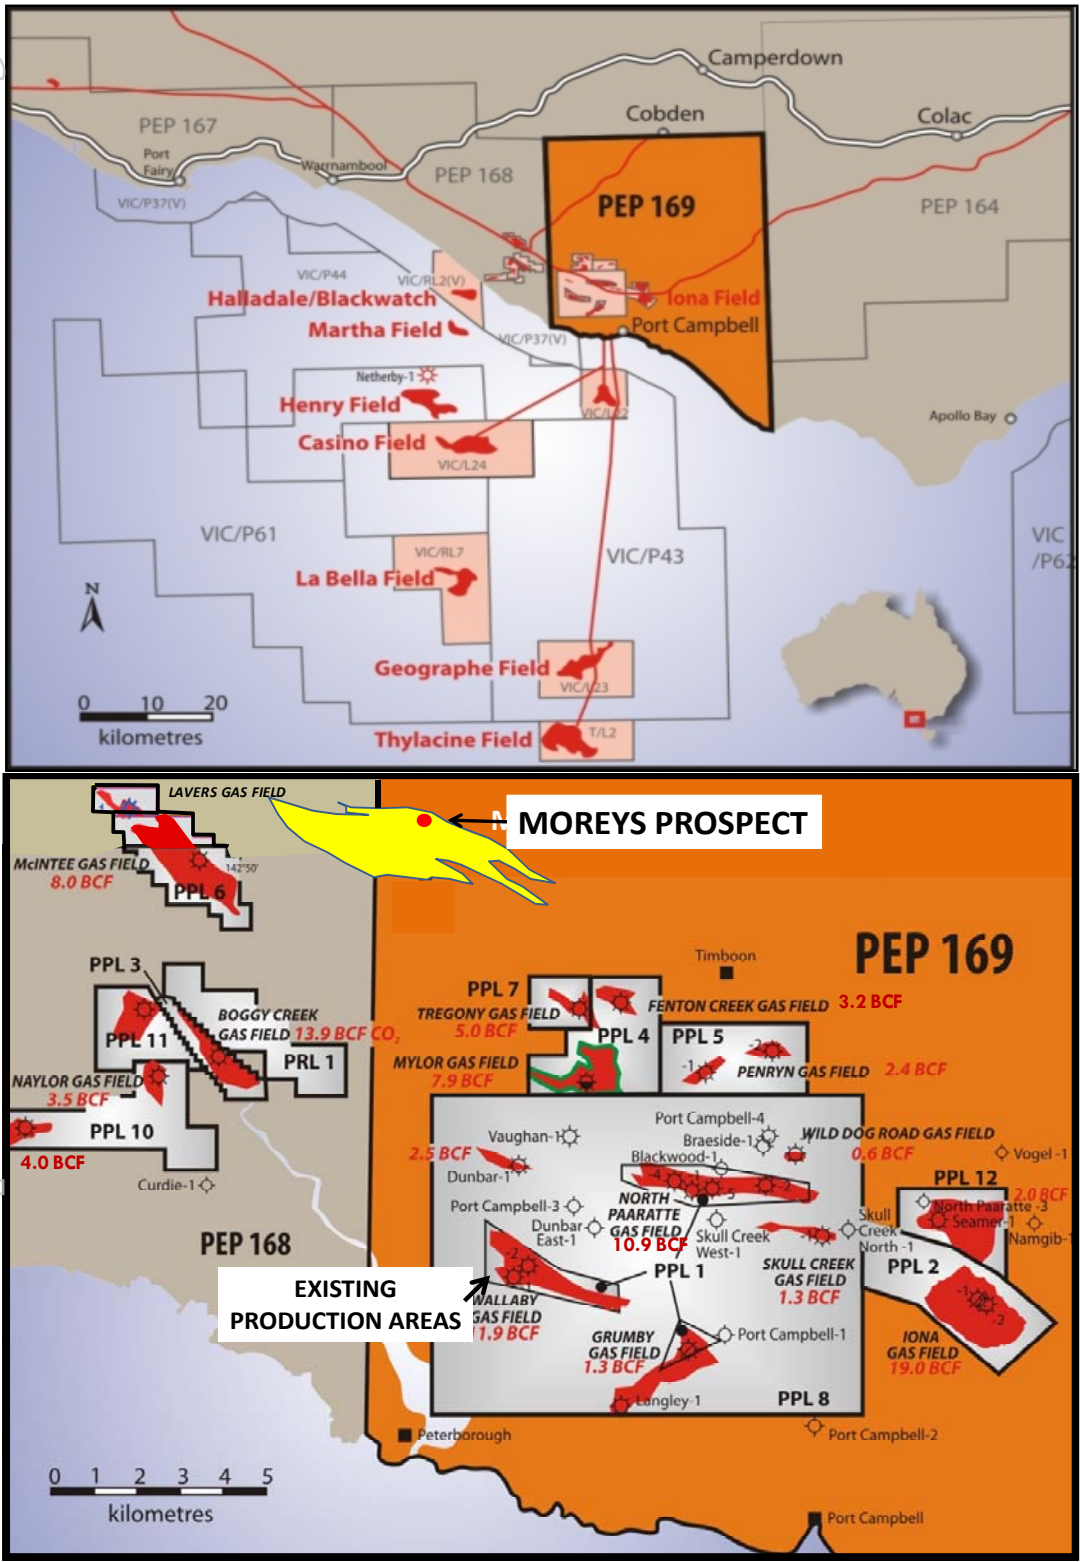 Camperdown
Cobden
Colac
PEP 167
Port
Fairy
Warrnambool
PEP 168
PEP 169
PEP 164
VIC/P37(V)
VIC/P44
VIC/RL2(V)
Halladale/Blackwatch
Iona Field
Martha Field
VIC/P37(V)
Port Campbell
Netherby-1
Henry Field
VIC/L22
Apollo Bay
Casino Field
VIC/L24
VIC/P61
VIC/RL7
VIC/P43
VIC
/P62
La Bella Field
N
Geographe Field
VIC/L23
0 10 20
kilometres
Thylacine Field
T/L2
LAVERS GAS FIELD
MOREYS PROSPECT
McINTEE GAS FIELD
8.0 BCF
142°50'
PPL 6
PEP 169
Timboon
PPL 3
PPL 7
TREGONY GAS FIELD
5.0 BCF
FENTON CREEK GAS FIELD 3.2 BCF
BOGGY CREEK
GAS FIELD 13.9 BCF CO₂
PPL 11
PRL 1
PPL 4
PPL 5
MYLOR GAS FIELD
7.9 BCF
-1
-2
PENRYN GAS FIELD 2.4 BCF
NAYLOR GAS FIELD
3.5 BCF
PPL 10
4.0 BCF
Curdie-1
Port Campbell-4
Vaughan-1
Braeside-1
WILD DOG ROAD GAS FIELD
0.6 BCF
Vogel -1
2.5 BCF
Dunbar-1
Blackwood-1
-4
-1
-5
-2
PPL 12
2.0 BCF
North Paaratte -3
Seamer-1
Namgib-1
Port Campbell-3
NORTH
PAARATTE
GAS FIELD
10.9 BCF
Dunbar
East-1
Skull Creek
West-1
Skull
Creek
North -1
PEP 168
-2
-1
PPL 1
SKULL CREEK
GAS FIELD
1.3 BCF
PPL 2
EXISTING
PRODUCTION AREAS
WALLABY
GAS FIELD
1.9 BCF
-1
-2
GRUMBY
GAS FIELD
1.3 BCF
Port Campbell-1
IONA
GAS FIELD
19.0 BCF
Langley-1
PPL 8
Peterborough
Port Campbell-2
0 1 2 3 4 5
kilometres
Port Campbell